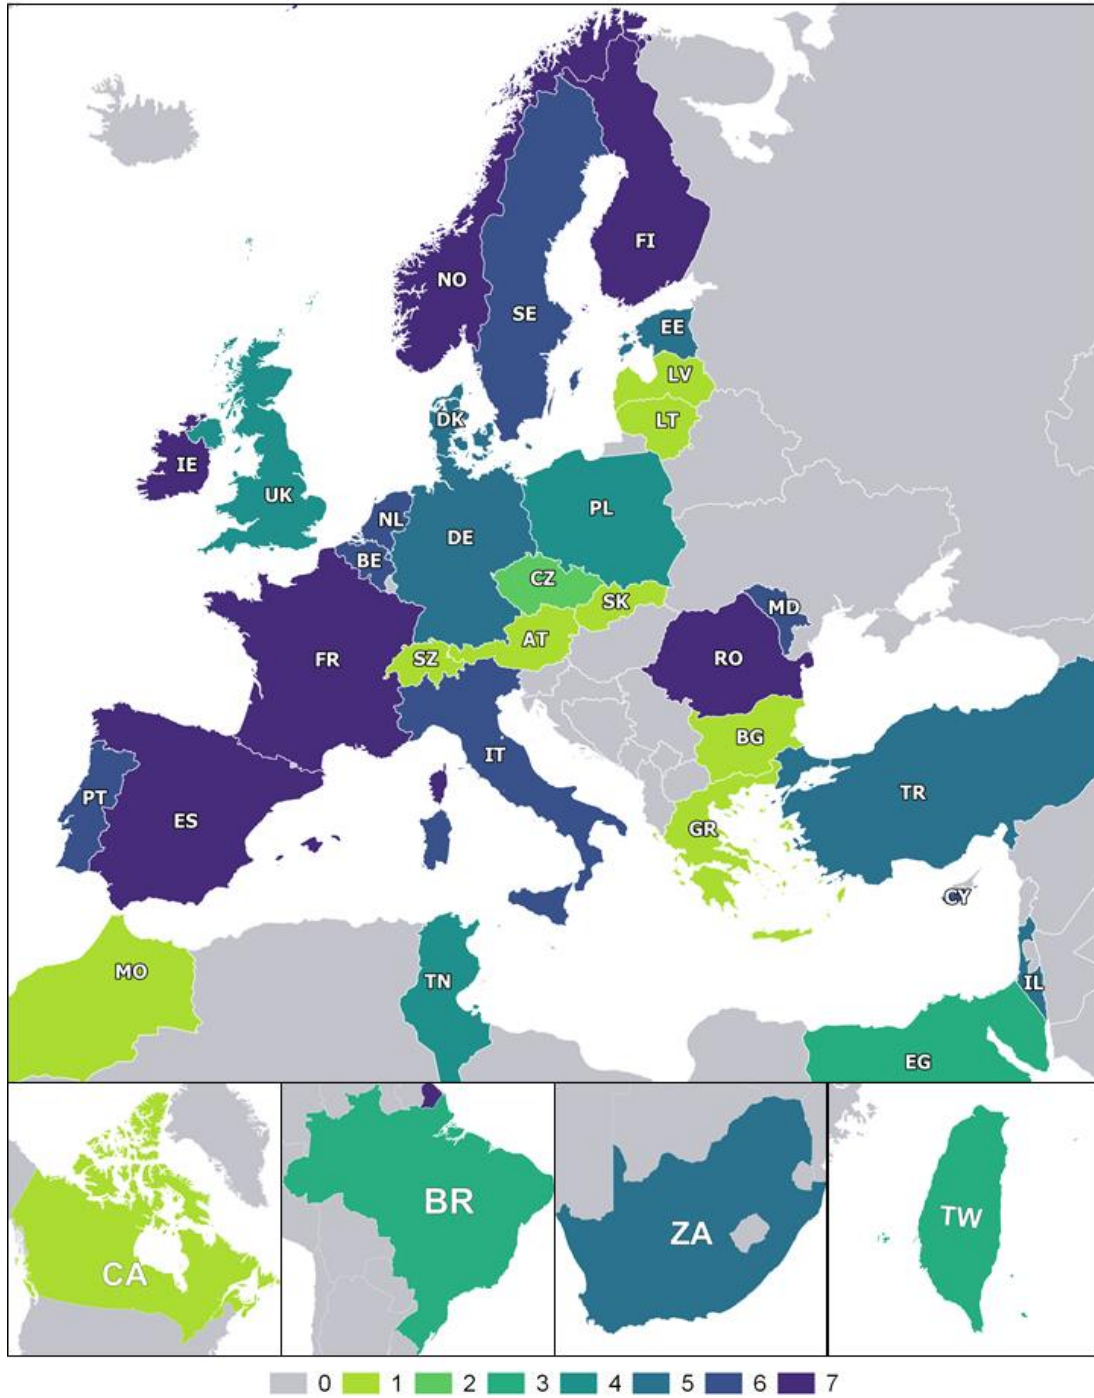 FI
NO
SE
EE
LV
DK
LT
IE
UK
NL
PL
DE
BE
CZ
SK
MD
AT
FR
SZ
RO
BG
IT
PT
TR
ES
GR
CY
MO
TN
IL
EG
CA
BR
ZA
TW
0 1 2 3 4 5 6 7